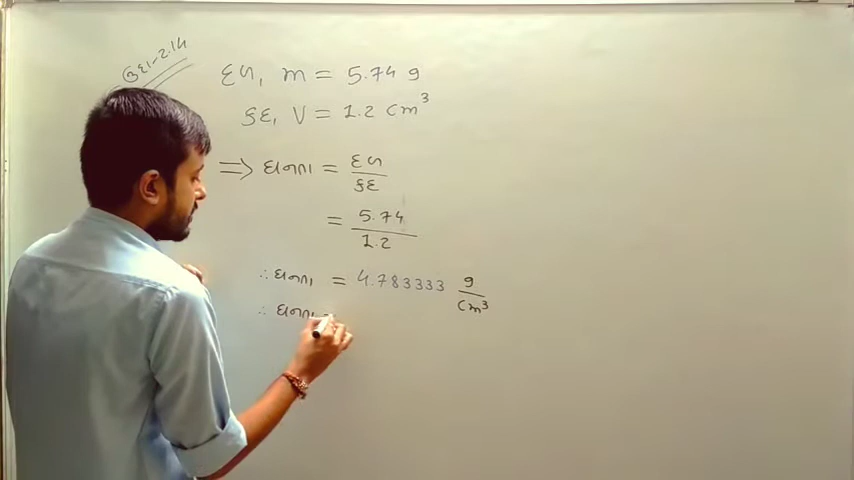 ઉદા-2.14
દળ, m = 5.74 g
કદ, V = 1.2 cm³
⇒ ઘનતા = દળ/કદ
= 5.74/1.2
∴ ઘનતા = 4.783333 g/cm³
∴ ઘનતા =